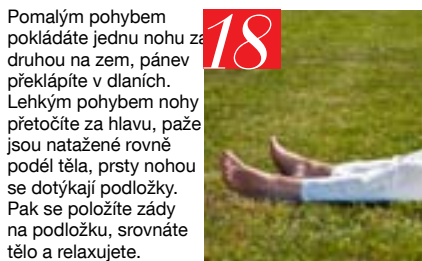 Pomalým pohybem
pokládáte jednu nohu za
druhou na zem, pánev
překlápíte v dlaních.
Lehkým pohybem nohy
přetočíte za hlavu, paže
jsou natažené rovně
podél těla, prsty nohou
se dotýkají podložky.
Pak se položíte zády
na podložku, srovnáte
tělo a relaxujete.
18